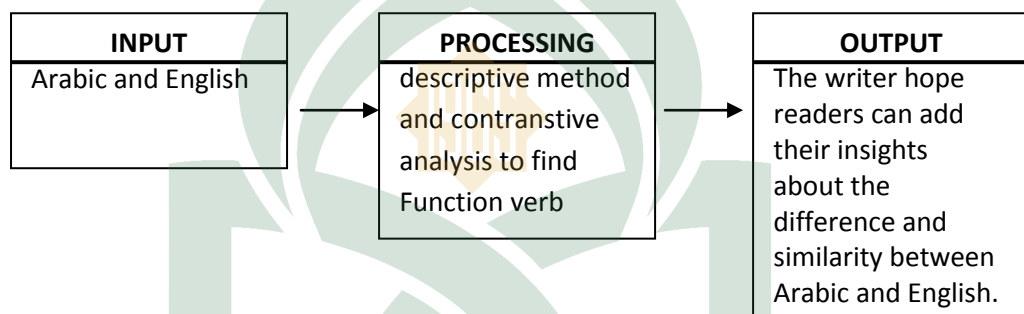 INPUT
Arabic and English
PROCESSING
descriptive method
and contranstive
analysis to find
Function verb
OUTPUT
The writer hope
readers can add
their insights
about the
difference and
similarity between
Arabic and English.